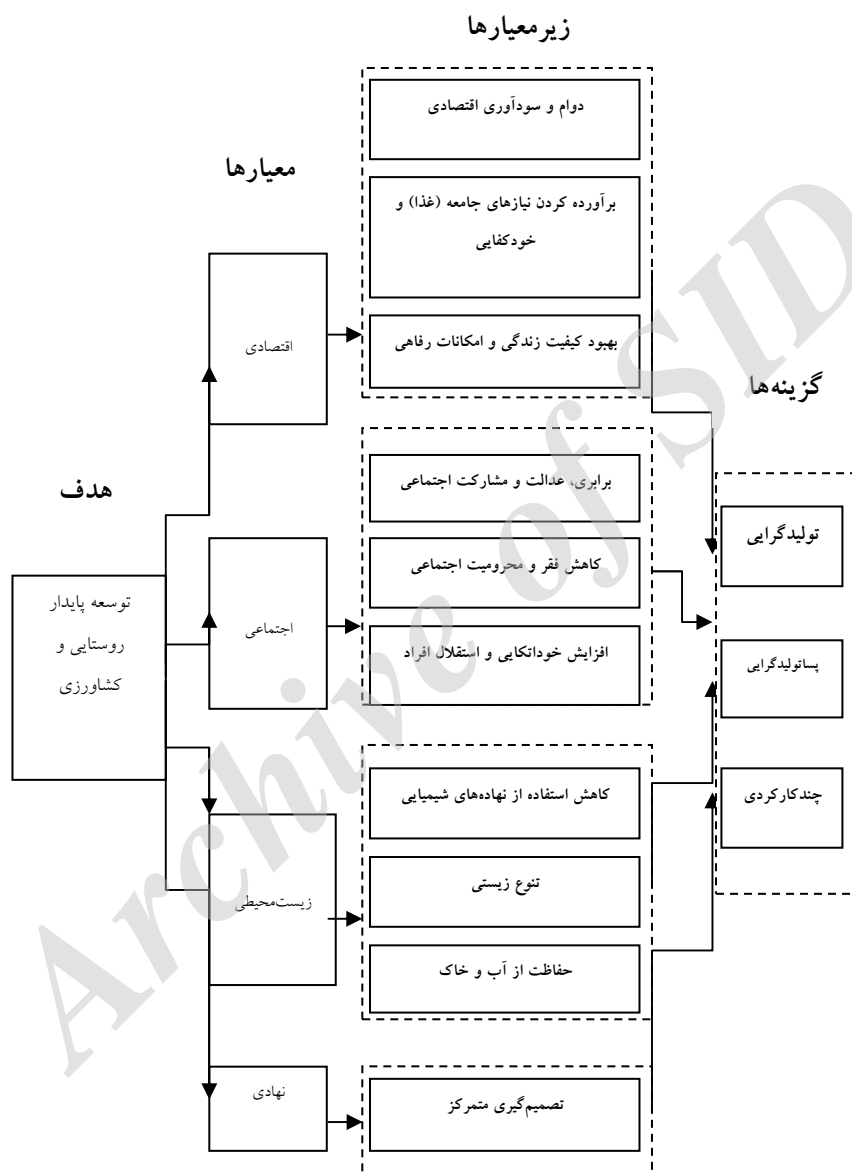 زیرمعیارها
معیارها
هدف
گزینه‌ها
توسعه پایدار
روستایی و
کشاورزی
اقتصادی
اجتماعی
زیست‌محیطی
نهادی
دوام و سودآوری اقتصادی
برآورده کردن نیازهای جامعه (غذا) و
خودکفایی
بهبود کیفیت زندگی و امکانات رفاهی
برابری، عدالت و مشارکت اجتماعی
کاهش فقر و محرومیت اجتماعی
افزایش خوداتکایی و استقلال افراد
کاهش استفاده از نهاده‌های شیمیایی
تنوع زیستی
حفاظت از آب و خاک
تصمیم‌گیری متمرکز
تولیدگرایی
پساتولیدگرایی
چندکارکردی
Archive of SID